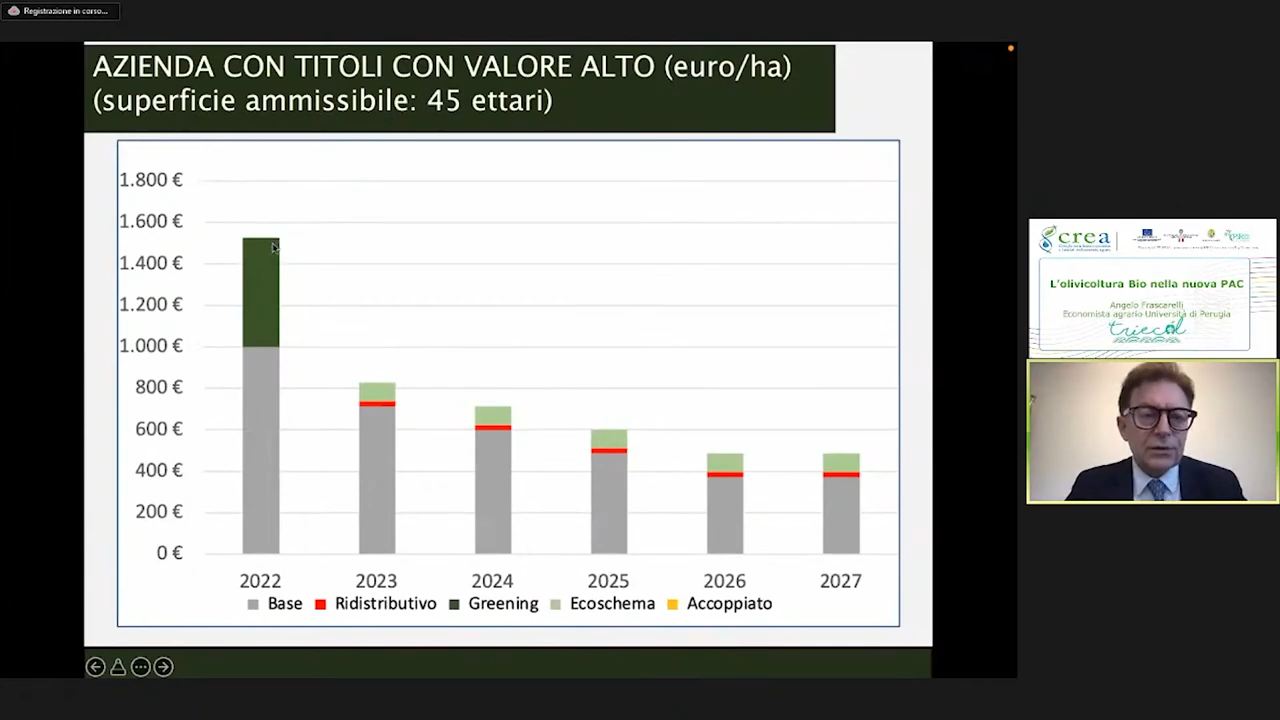 Registrazione in corso...
AZIENDA CON TITOLI CON VALORE ALTO (euro/ha)
(superficie ammissibile: 45 ettari)
1.800 €
1.600 €
1.400 €
1.200 €
1.000 €
800 €
600 €
400 €
200 €
0 €
2022 2023 2024 2025 2026 2027
Base Ridistributivo Greening Ecoschema Accoppiato
crea
L'olivicoltura Bio nella nuova PAC
Angelo Frascarelli
Economista agrario Università di Perugia
triecol